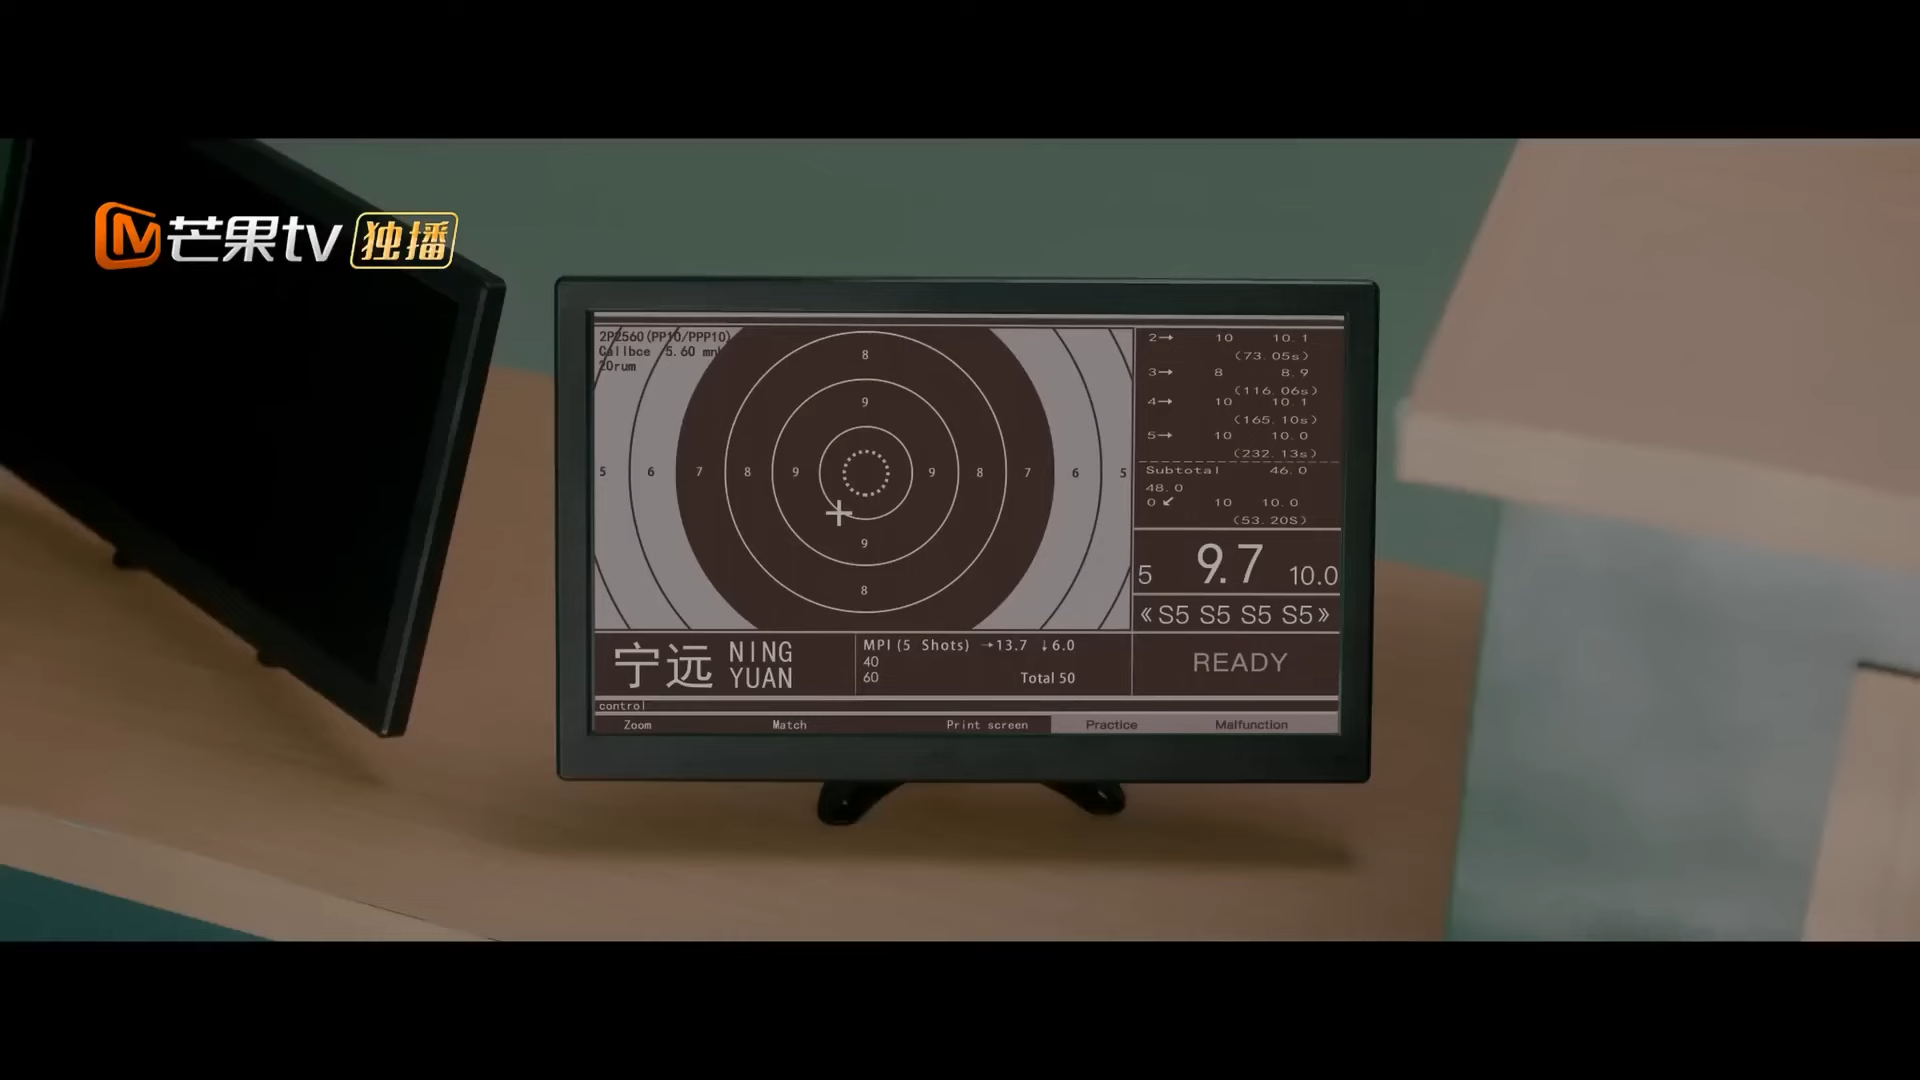 芒果tv 独播
2P2560(PP10/PPP10)
Calibce 5.60 mm
20rum
8
9
5 6 7 8 9 9 8 7 6 5
9
8
2→ 10 10.1
(73.05s)
3→ 8 8.9
(116.06s)
4→ 10 10.1
(165.10s)
5→ 10 10.0
(232.13s)
Subtotal 46.0
48.0
0↙ 10 10.0
(53.20S)
5 9.7 10.0
《S5 S5 S5 S5》
宁远 NING YUAN
MPI (5 Shots) →13.7 ↓6.0
40
60 Total 50
READY
control
Zoom Match Print screen Practice Malfunction